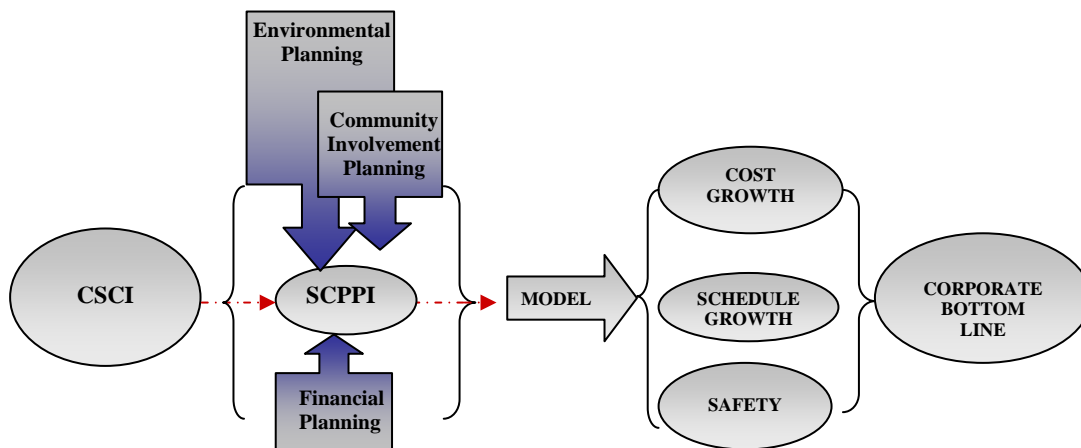 Environmental
Planning
Community
Involvement
Planning
CSCI
SCPPI
Financial
Planning
MODEL
COST
GROWTH
SCHEDULE
GROWTH
SAFETY
CORPORATE
BOTTOM
LINE